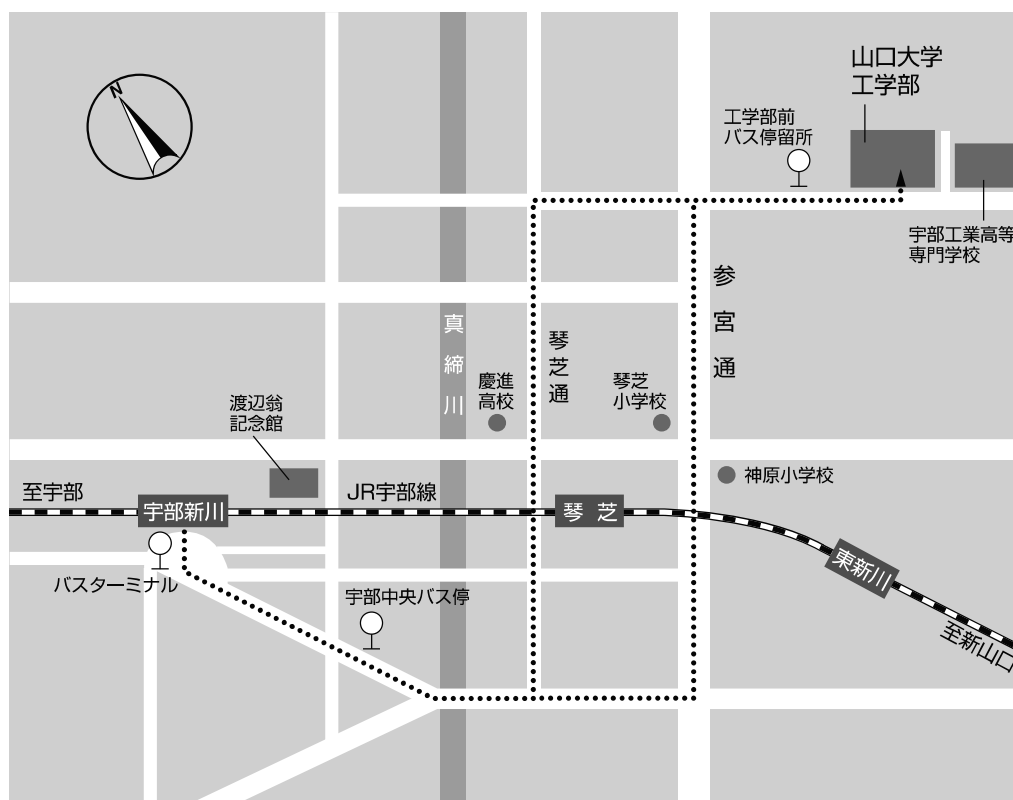 N
山口大学
工学部
工学部前
バス停留所
宇部工業高等
専門学校
参宮通
真締川
琴芝通
慶進
高校
琴芝
小学校
渡辺翁
記念館
神原小学校
至宇部
宇部新川
JR宇部線
琴芝
東新川
至新山口
バスターミナル
宇部中央バス停